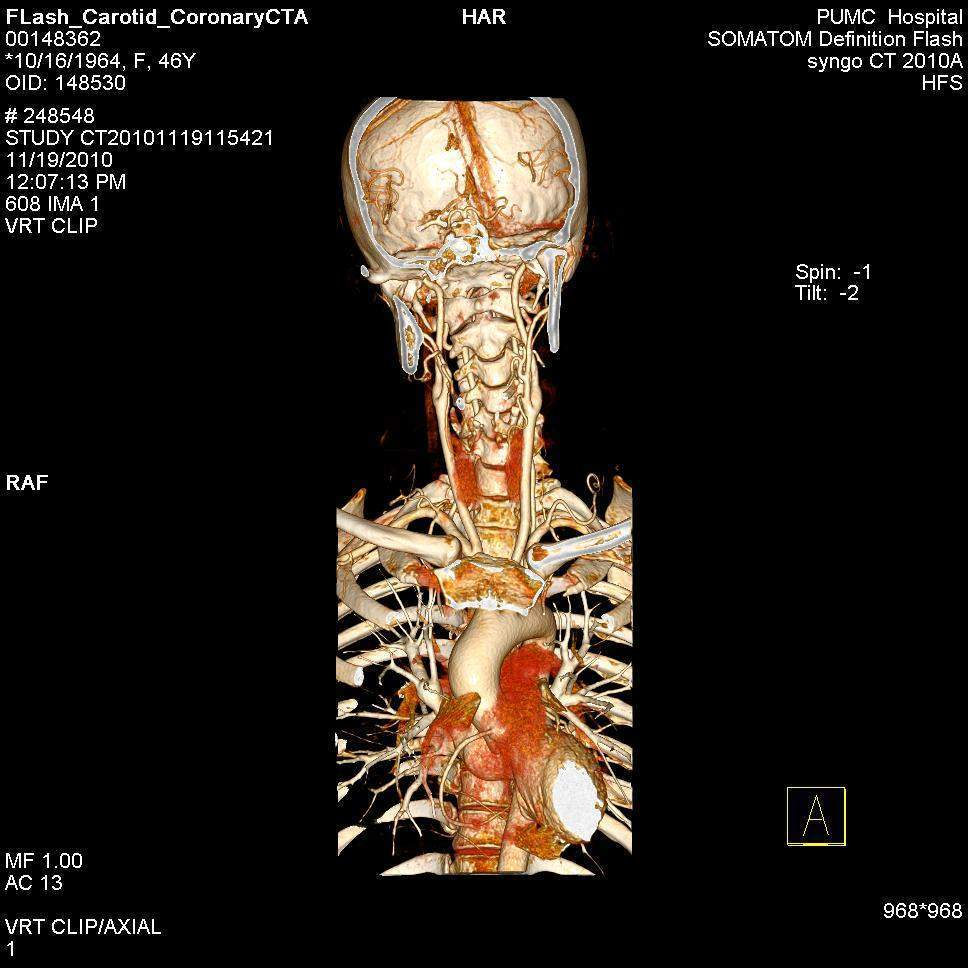 FLash_Carotid_CoronaryCTA
00148362
*10/16/1964, F, 46Y
OID: 148530
# 248548
STUDY CT20101119115421
11/19/2010
12:07:13 PM
608 IMA 1
VRT CLIP
HAR
PUMC Hospital
SOMATOM Definition Flash
syngo CT 2010A
HFS
Spin: -1
Tilt: -2
RAF
A
MF 1.00
AC 13
VRT CLIP/AXIAL
1
968*968